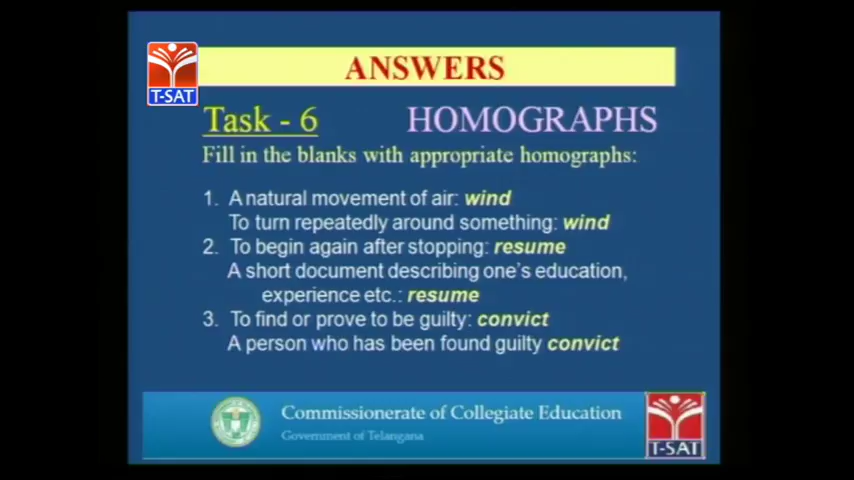 T-SAT
ANSWERS
Task - 6 HOMOGRAPHS
Fill in the blanks with appropriate homographs:
1. A natural movement of air: wind
To turn repeatedly around something: wind
2. To begin again after stopping: resume
A short document describing one's education,
experience etc.: resume
3. To find or prove to be guilty: convict
A person who has been found guilty convict
Commissionerate of Collegiate Education
Government of Telangana
T-SAT